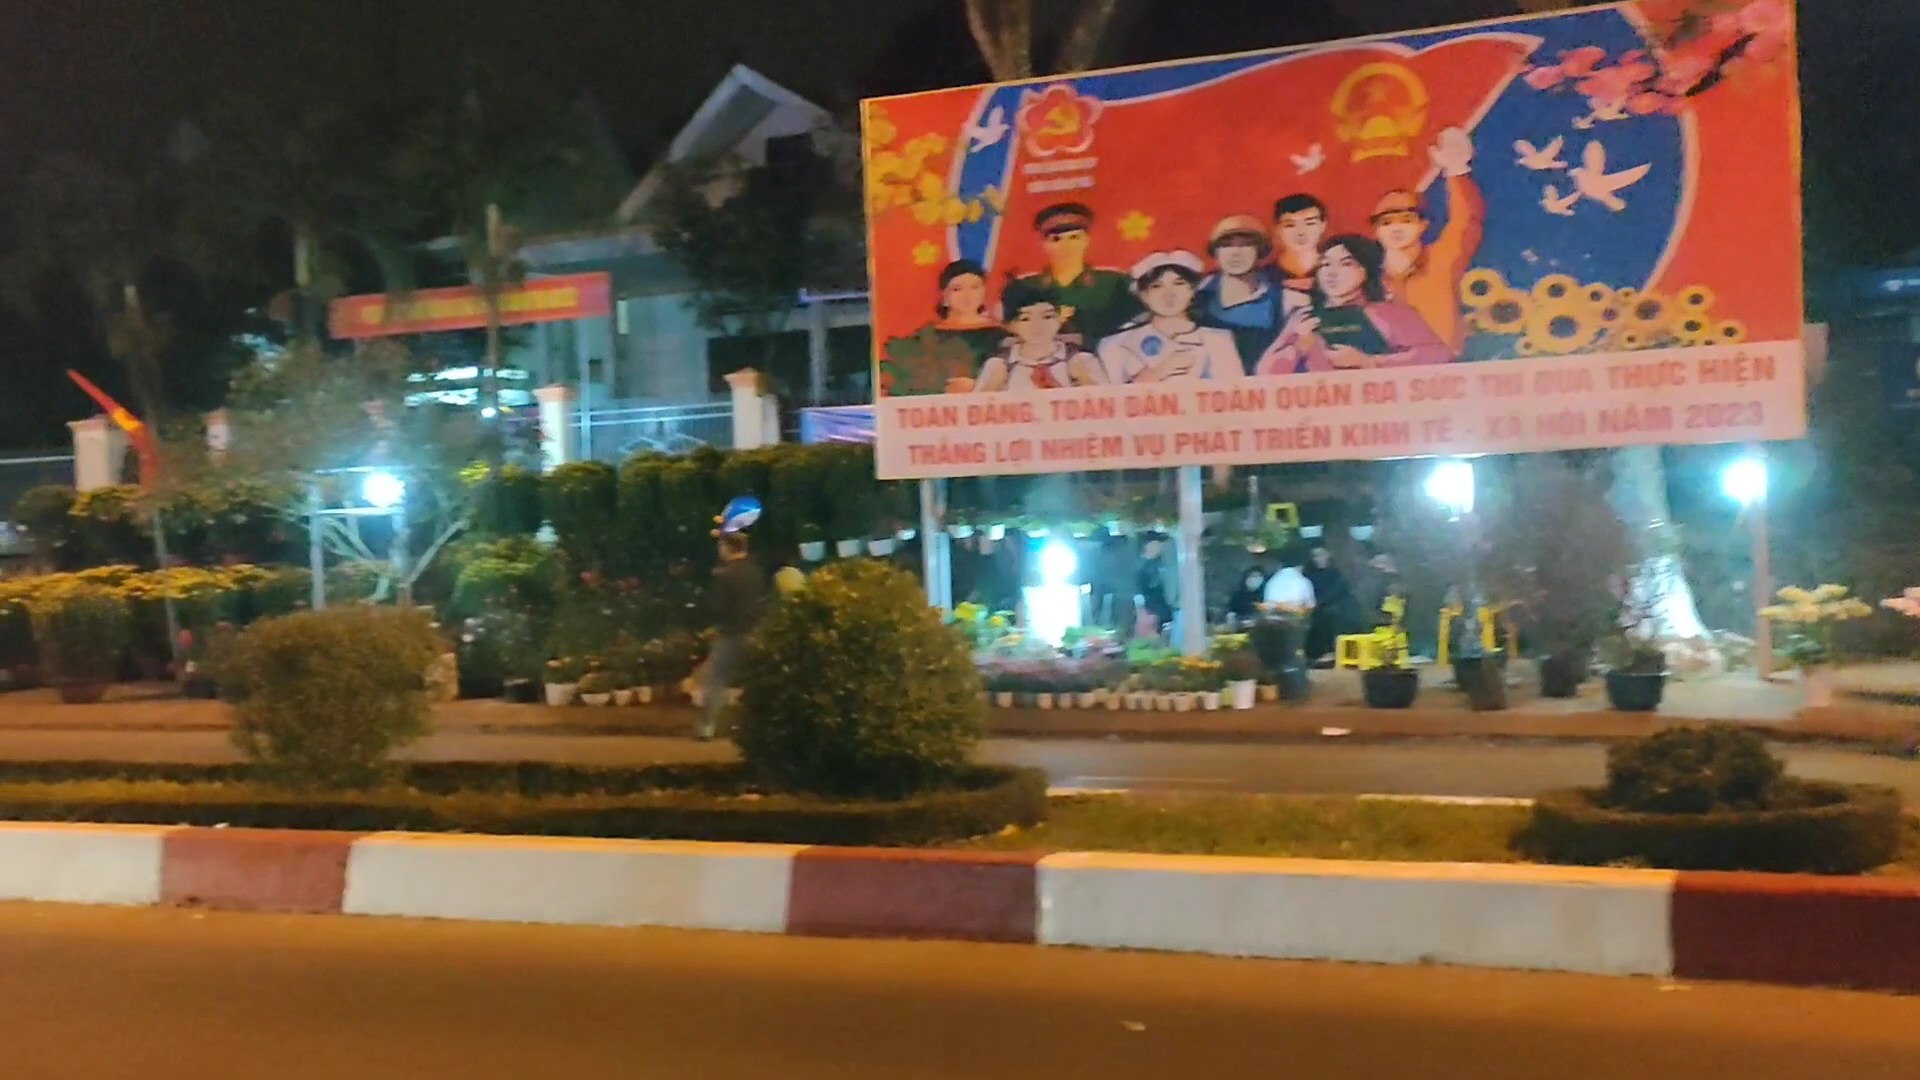 TOÀN ĐẢNG, TOÀN DÂN, TOÀN QUÂN RA SỨC THI ĐUA THỰC HIỆN
THẮNG LỢI NHIỆM VỤ PHÁT TRIỂN KINH TẾ - XÃ HỘI NĂM 2023